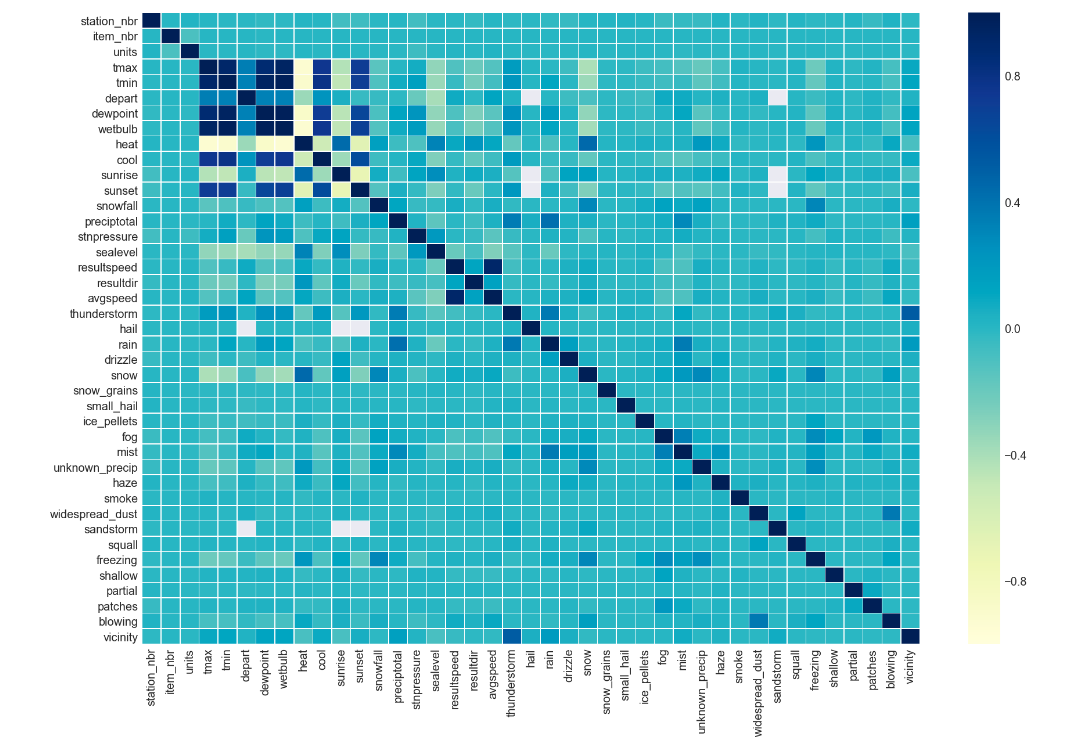 station_nbr
item_nbr
units
tmax
tmin
depart
dewpoint
wetbulb
heat
cool
sunrise
sunset
snowfall
preciptotal
stnpressure
sealevel
resultspeed
resultdir
avgspeed
thunderstorm
hail
rain
drizzle
snow
snow_grains
small_hail
ice_pellets
fog
mist
unknown_precip
haze
smoke
widespread_dust
sandstorm
squall
freezing
shallow
partial
patches
blowing
vicinity
station_nbr
item_nbr
units
tmax
tmin
depart
dewpoint
wetbulb
heat
cool
sunrise
sunset
snowfall
preciptotal
stnpressure
sealevel
resultspeed
resultdir
avgspeed
thunderstorm
hail
rain
drizzle
snow
snow_grains
small_hail
ice_pellets
fog
mist
unknown_precip
haze
smoke
widespread_dust
sandstorm
squall
freezing
shallow
partial
patches
blowing
vicinity
0.8
0.4
0.0
−0.4
−0.8